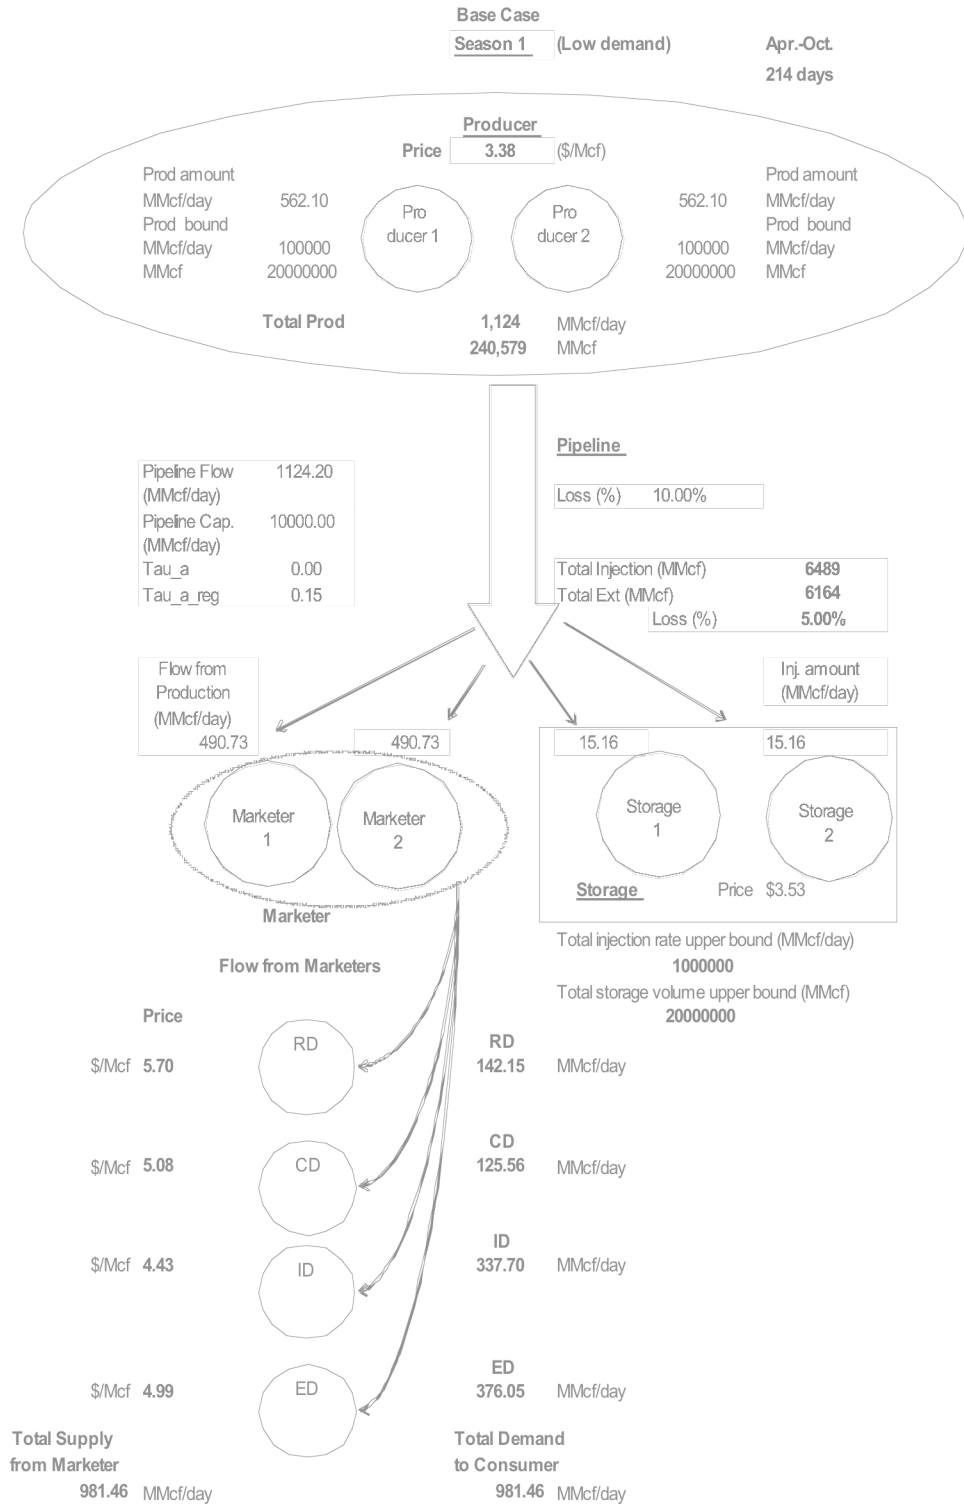 Base Case
Season 1 (Low demand) Apr.-Oct.
214 days
Producer
Price 3.38 ($/Mcf)
Prod amount Prod amount
MMcf/day 562.10 Pro Pro 562.10 MMcf/day
Prod bound ducer 1 ducer 2 Prod bound
MMcf/day 100000 100000 MMcf/day
MMcf 20000000 20000000 MMcf
Total Prod 1,124 MMcf/day
240,579 MMcf
Pipeline
Pipeline Flow 1124.20
(MMcf/day) Loss (%) 10.00%
Pipeline Cap. 10000.00
(MMcf/day)
Tau_a 0.00 Total Injection (MMcf) 6489
Tau_a_reg 0.15 Total Ext (MMcf) 6164
Loss (%) 5.00%
Flow from Inj. amount
Production (MMcf/day)
(MMcf/day)
490.73 490.73 15.16 15.16
Marketer Marketer Storage Storage
1 2 1 2
Storage Price $3.53
Marketer
Total injection rate upper bound (MMcf/day)
Flow from Marketers 1000000
Total storage volume upper bound (MMcf)
Price 20000000
RD RD
$/Mcf 5.70 142.15 MMcf/day
CD CD
$/Mcf 5.08 125.56 MMcf/day
ID ID
$/Mcf 4.43 337.70 MMcf/day
ED ED
$/Mcf 4.99 376.05 MMcf/day
Total Supply Total Demand
from Marketer to Consumer
981.46 MMcf/day 981.46 MMcf/day